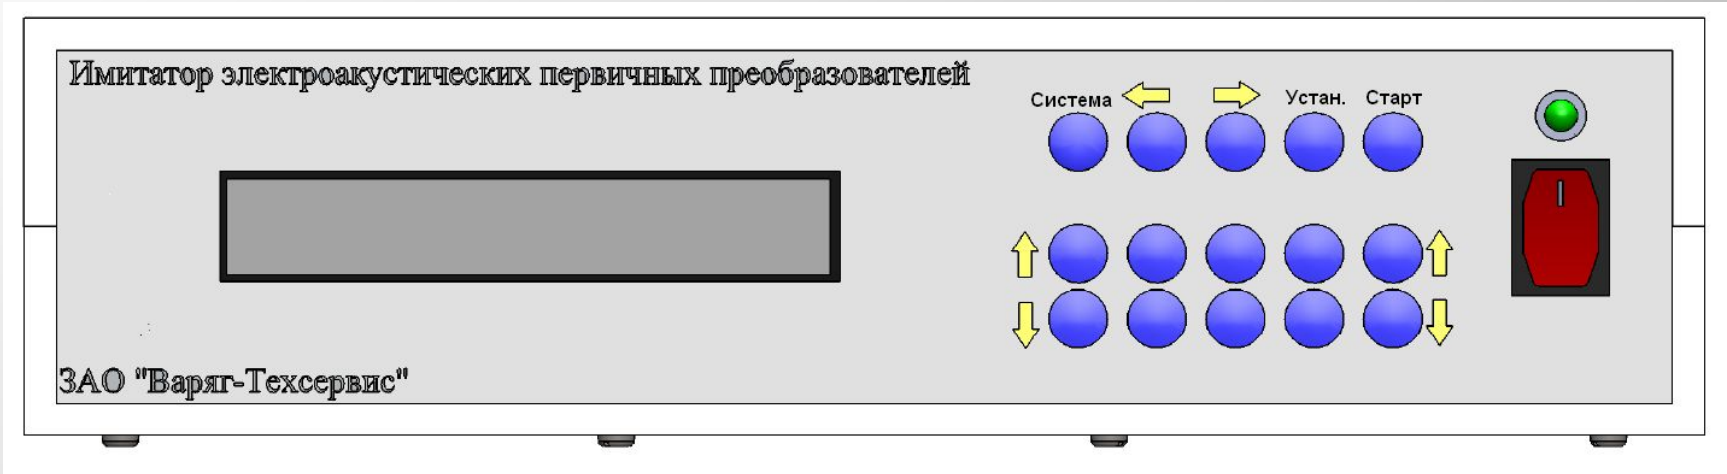 Имитатор электроакустических первичных преобразователей
Система Устан. Старт
ЗАО "Варяг-Техсервис"